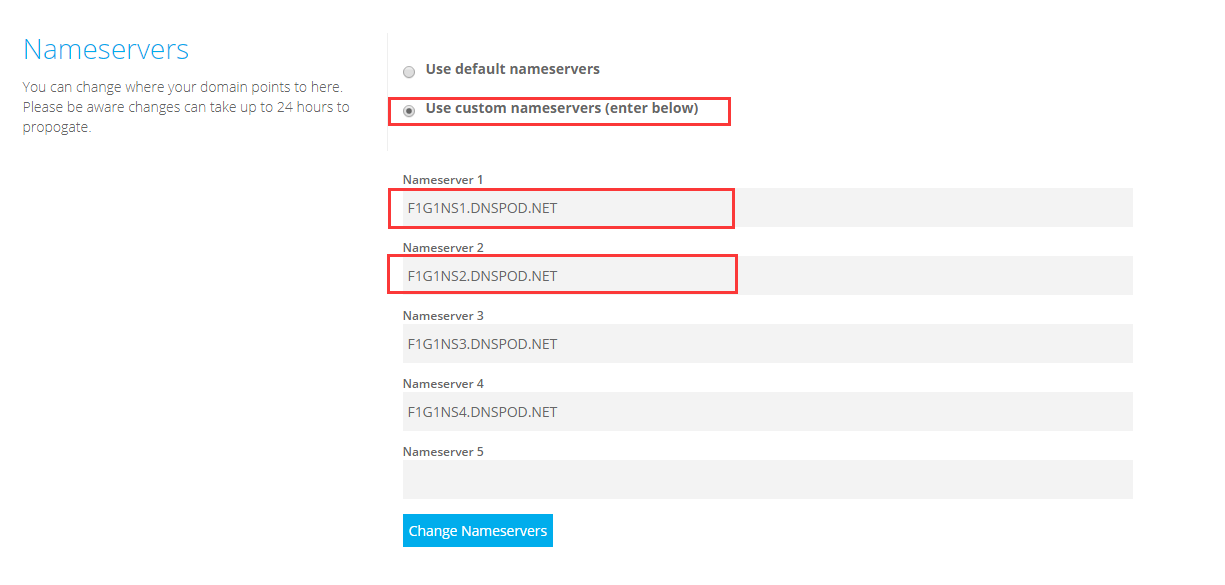 Nameservers
You can change where your domain points to here.
Please be aware changes can take up to 24 hours to
propogate.
Use default nameservers
Use custom nameservers (enter below)
Nameserver 1
F1G1NS1.DNSPOD.NET
Nameserver 2
F1G1NS2.DNSPOD.NET
Nameserver 3
F1G1NS3.DNSPOD.NET
Nameserver 4
F1G1NS4.DNSPOD.NET
Nameserver 5
Change Nameservers